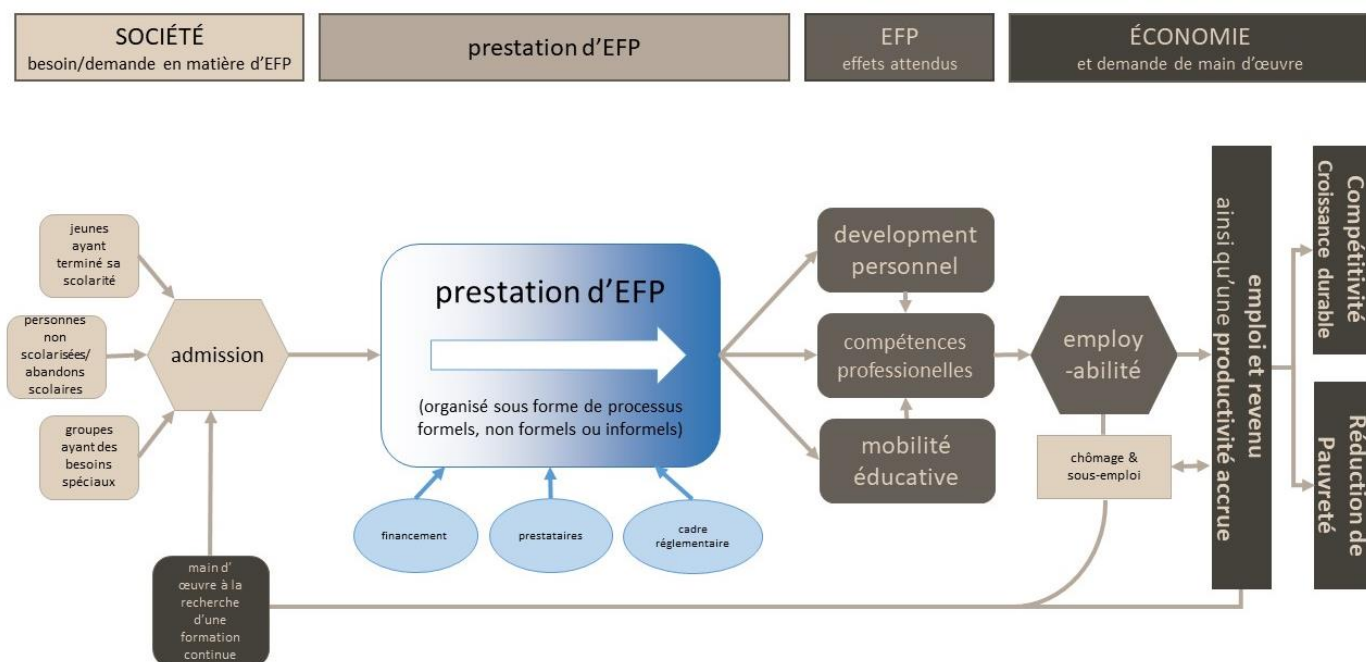 SOCIÉTÉ
besoin/demande en matière d'EFP
prestation d'EFP
EFP
effets attendus
ÉCONOMIE
et demande de main d'œuvre
jeunes
ayant
terminé sa
scolarité
personnes
non
scolarisées/
abandons
scolaires
groupes
ayant des
besoins
spéciaux
admission
main d'
œuvre à la
recherche
d'une
formation
continue
prestation d'EFP
(organisé sous forme de processus
formels, non formels ou informels)
financement
prestataires
cadre
réglementaire
development
personnel
compétences
professionelles
mobilité
éducative
employ
-abilité
chômage &
sous-emploi
emploi et revenu
ainsi qu'une productivité accrue
Compétitivité
Croissance durable
Réduction de
Pauvreté